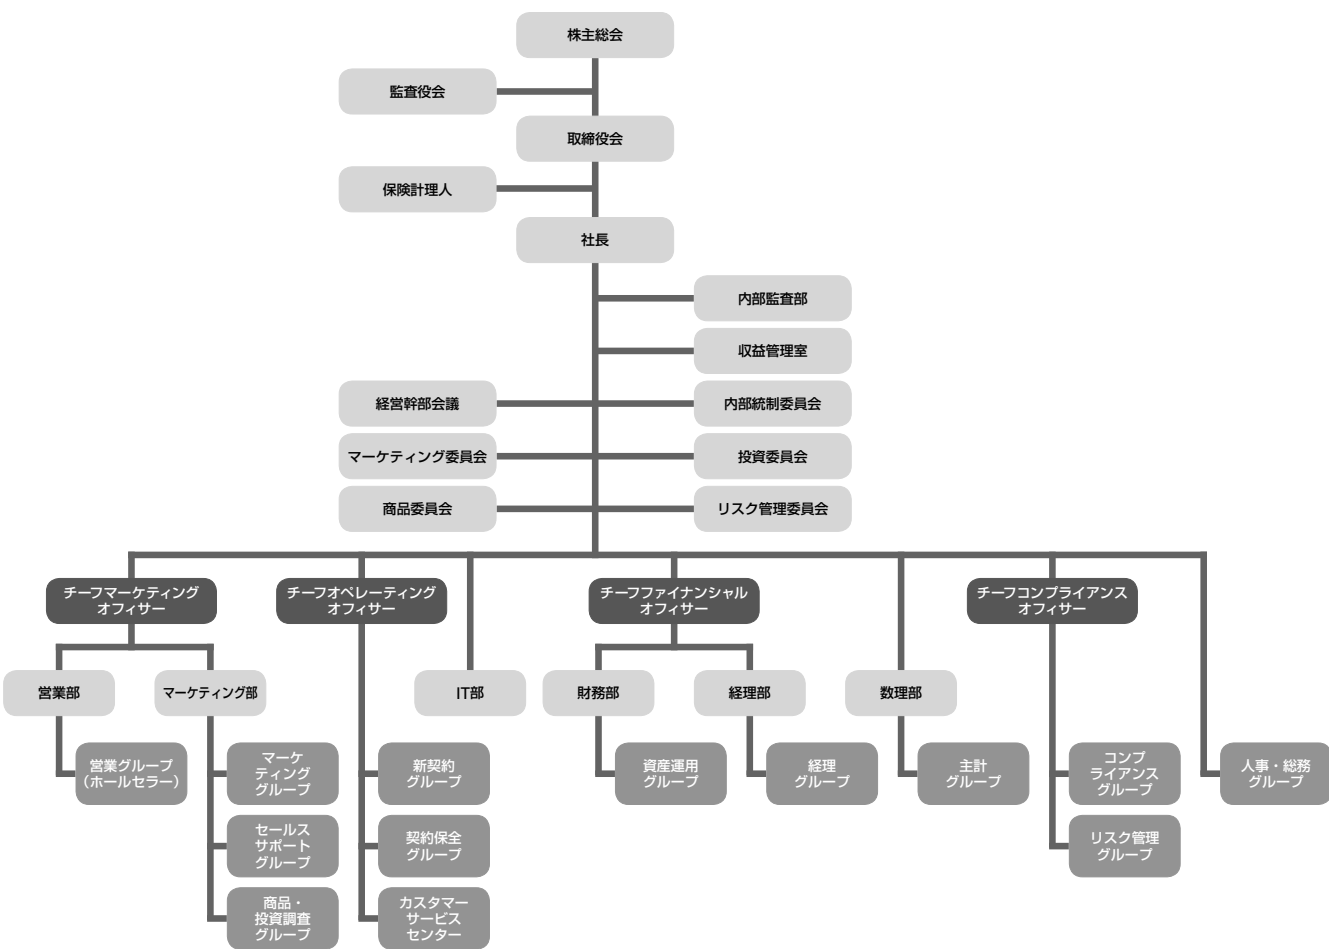 株主総会
監査役会
取締役会
保険計理人
社長
内部監査部
収益管理室
経営幹部会議
内部統制委員会
マーケティング委員会
投資委員会
商品委員会
リスク管理委員会
チーフマーケティング
オフィサー
チーフオペレーティング
オフィサー
チーフファイナンシャル
オフィサー
チーフコンプライアンス
オフィサー
営業部
マーケティング部
IT部
財務部
経理部
数理部
営業グループ
（ホールセラー）
マーケ
ティング
グループ
新契約
グループ
資産運用
グループ
経理
グループ
主計
グループ
コンプ
ライアンス
グループ
人事・総務
グループ
セールス
サポート
グループ
契約保全
グループ
リスク管理
グループ
商品・
投資調査
グループ
カスタマー
サービス
センター